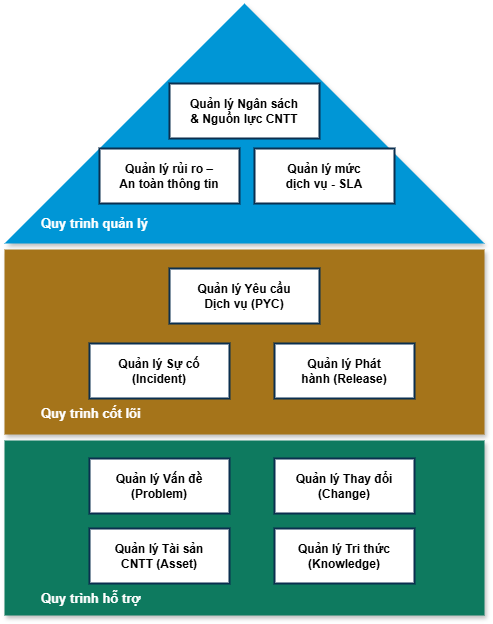 Quản lý Ngân sách
& Nguồn lực CNTT
Quản lý rủi ro –
An toàn thông tin
Quản lý mức
dịch vụ - SLA
Quy trình quản lý
Quản lý Yêu cầu
Dịch vụ (PYC)
Quản lý Sự cố
(Incident)
Quản lý Phát
hành (Release)
Quy trình cốt lõi
Quản lý Vấn đề
(Problem)
Quản lý Thay đổi
(Change)
Quản lý Tài sản
CNTT (Asset)
Quản lý Tri thức
(Knowledge)
Quy trình hỗ trợ